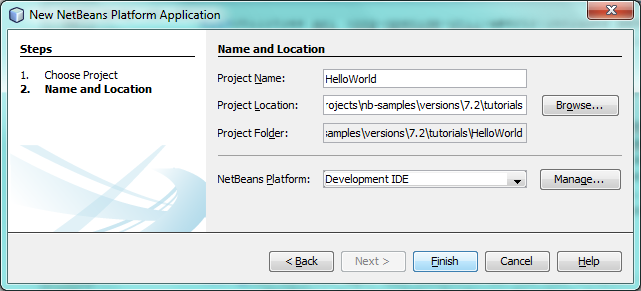 New NetBeans Platform Application
Steps
1. Choose Project
2. Name and Location
Name and Location
Project Name: HelloWorld
Project Location: rojects\nb-samples\versions\7.2\tutorials Browse...
Project Folder: samples\versions\7.2\tutorials\HelloWorld
NetBeans Platform: Development IDE Manage...
< Back Next > Finish Cancel Help